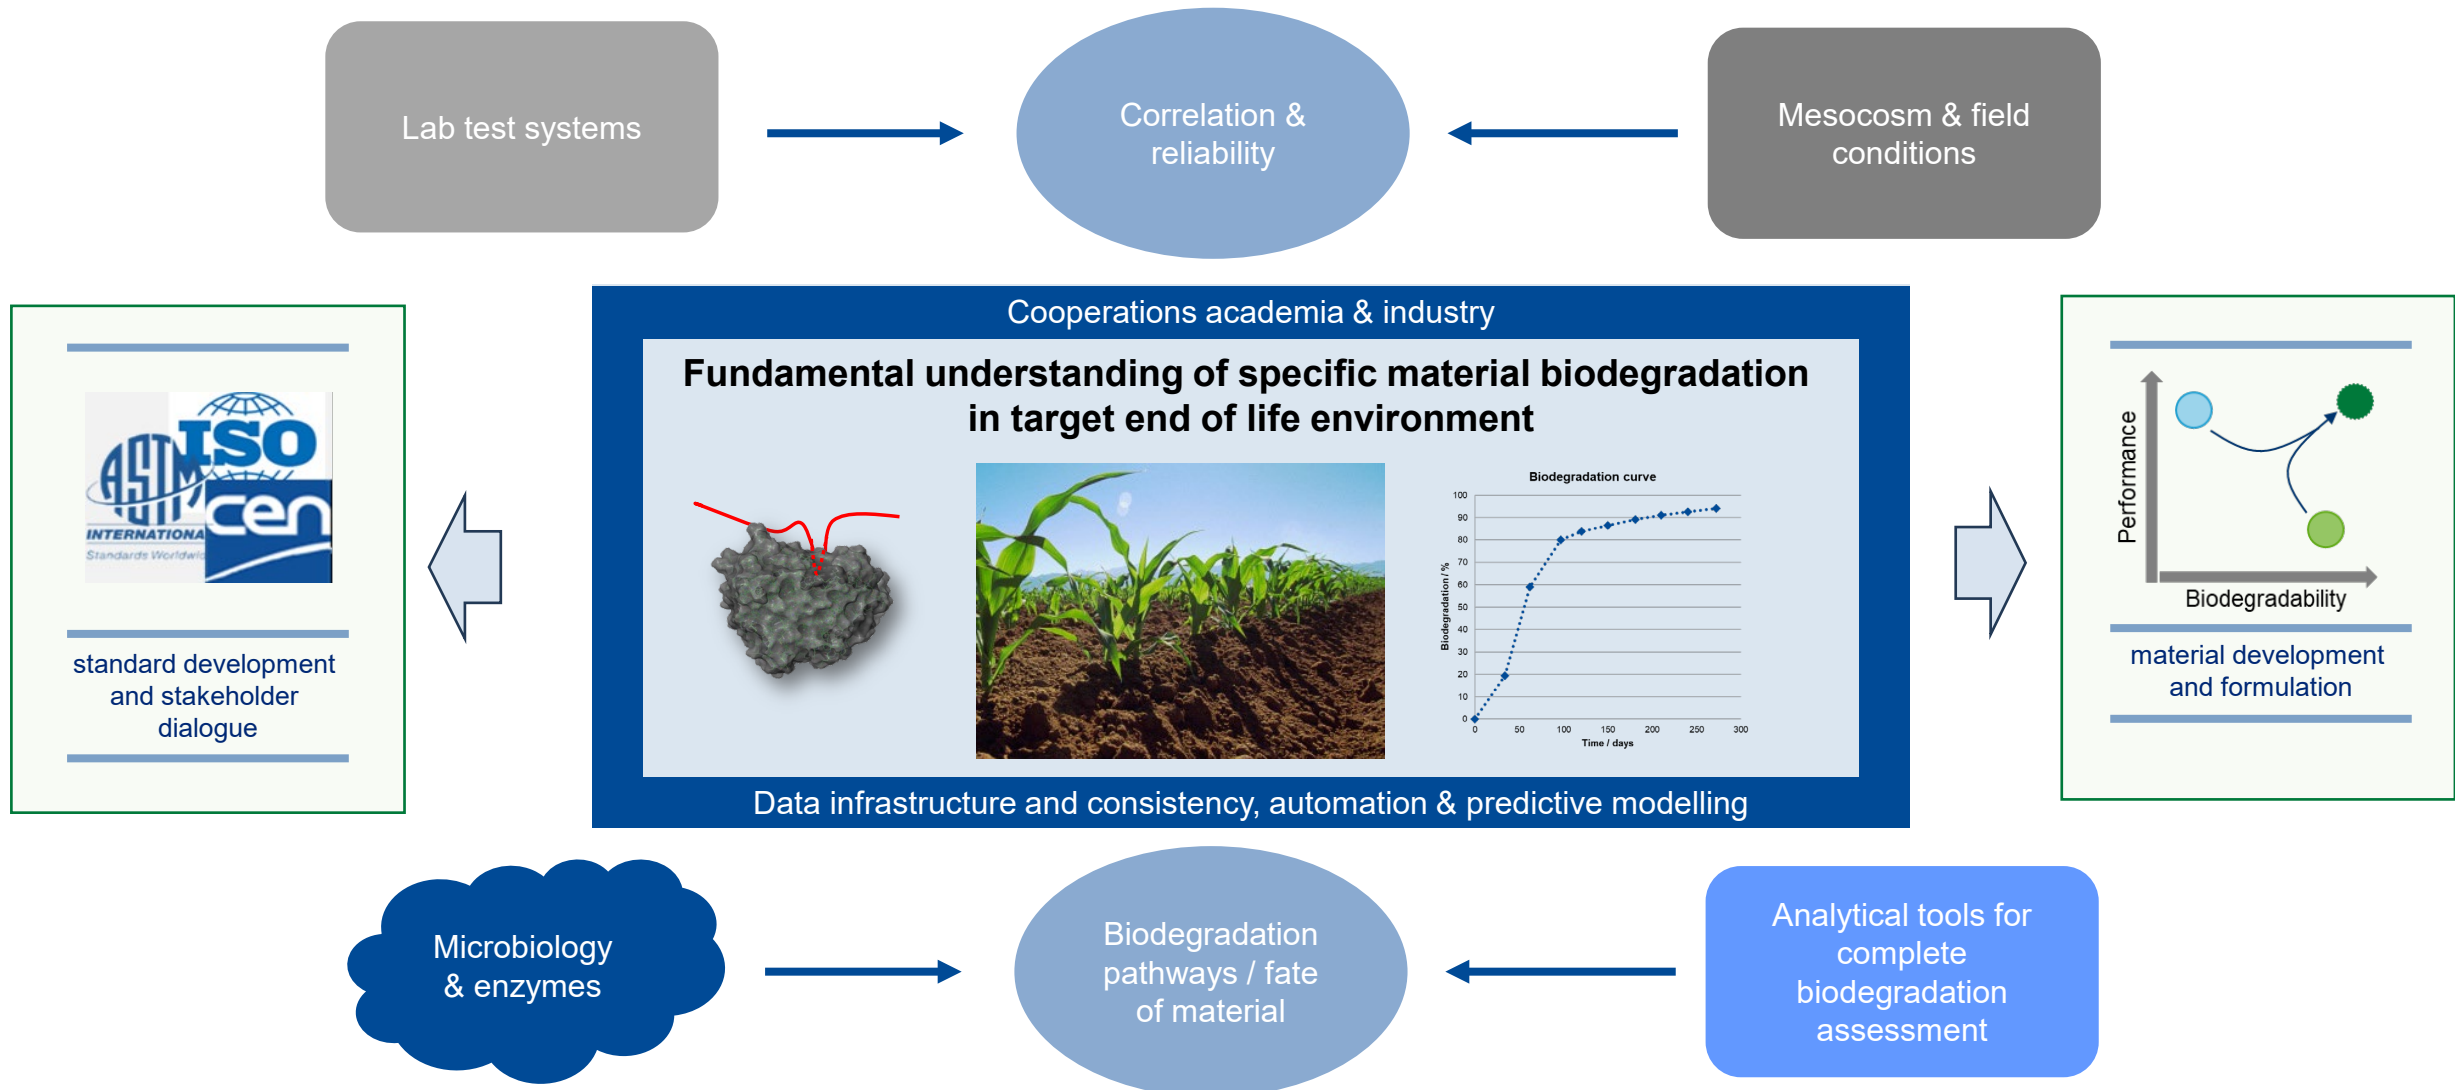 Lab test systems
Correlation &
reliability
Mesocosm & field
conditions
Cooperations academia & industry
Fundamental understanding of specific material biodegradation
in target end of life environment
ISO
ASTM
INTERNATIONA
Standards Worldwi
cen
standard development
and stakeholder
dialogue
Biodegradation curve
Biodegradation / %
100
90
80
70
60
50
40
30
20
10
0
0 50 100 150 200 250 300
Time / days
Performance
Biodegradability
material development
and formulation
Data infrastructure and consistency, automation & predictive modelling
Microbiology
& enzymes
Biodegradation
pathways / fate
of material
Analytical tools for
complete
biodegradation
assessment